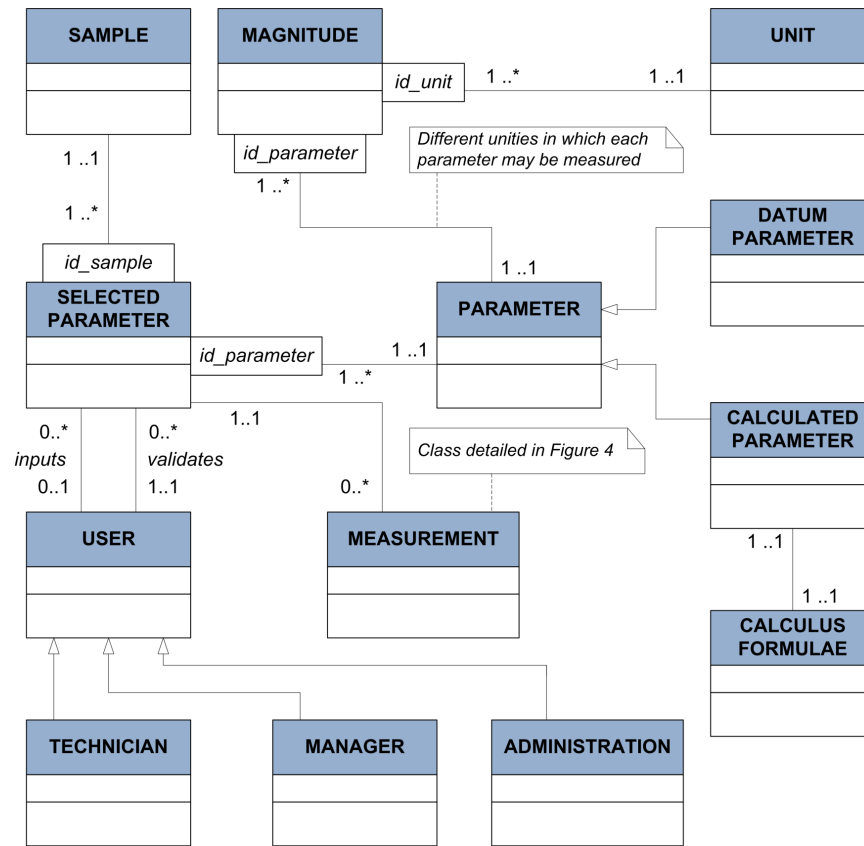 SAMPLE
MAGNITUDE
UNIT
id_unit
1 ..*
1 ..1
id_parameter
1 ..*
Different unities in which each
parameter may be measured
1 ..1
1 ..*
id_sample
DATUM
PARAMETER
1 ..1
SELECTED
PARAMETER
PARAMETER
id_parameter
1 ..1
1 ..*
CALCULATED
PARAMETER
1..1
0..*
inputs
0..1
0..*
validates
1..1
Class detailed in Figure 4
0..*
USER
MEASUREMENT
1 ..1
1 ..1
CALCULUS
FORMULAE
TECHNICIAN
MANAGER
ADMINISTRATION